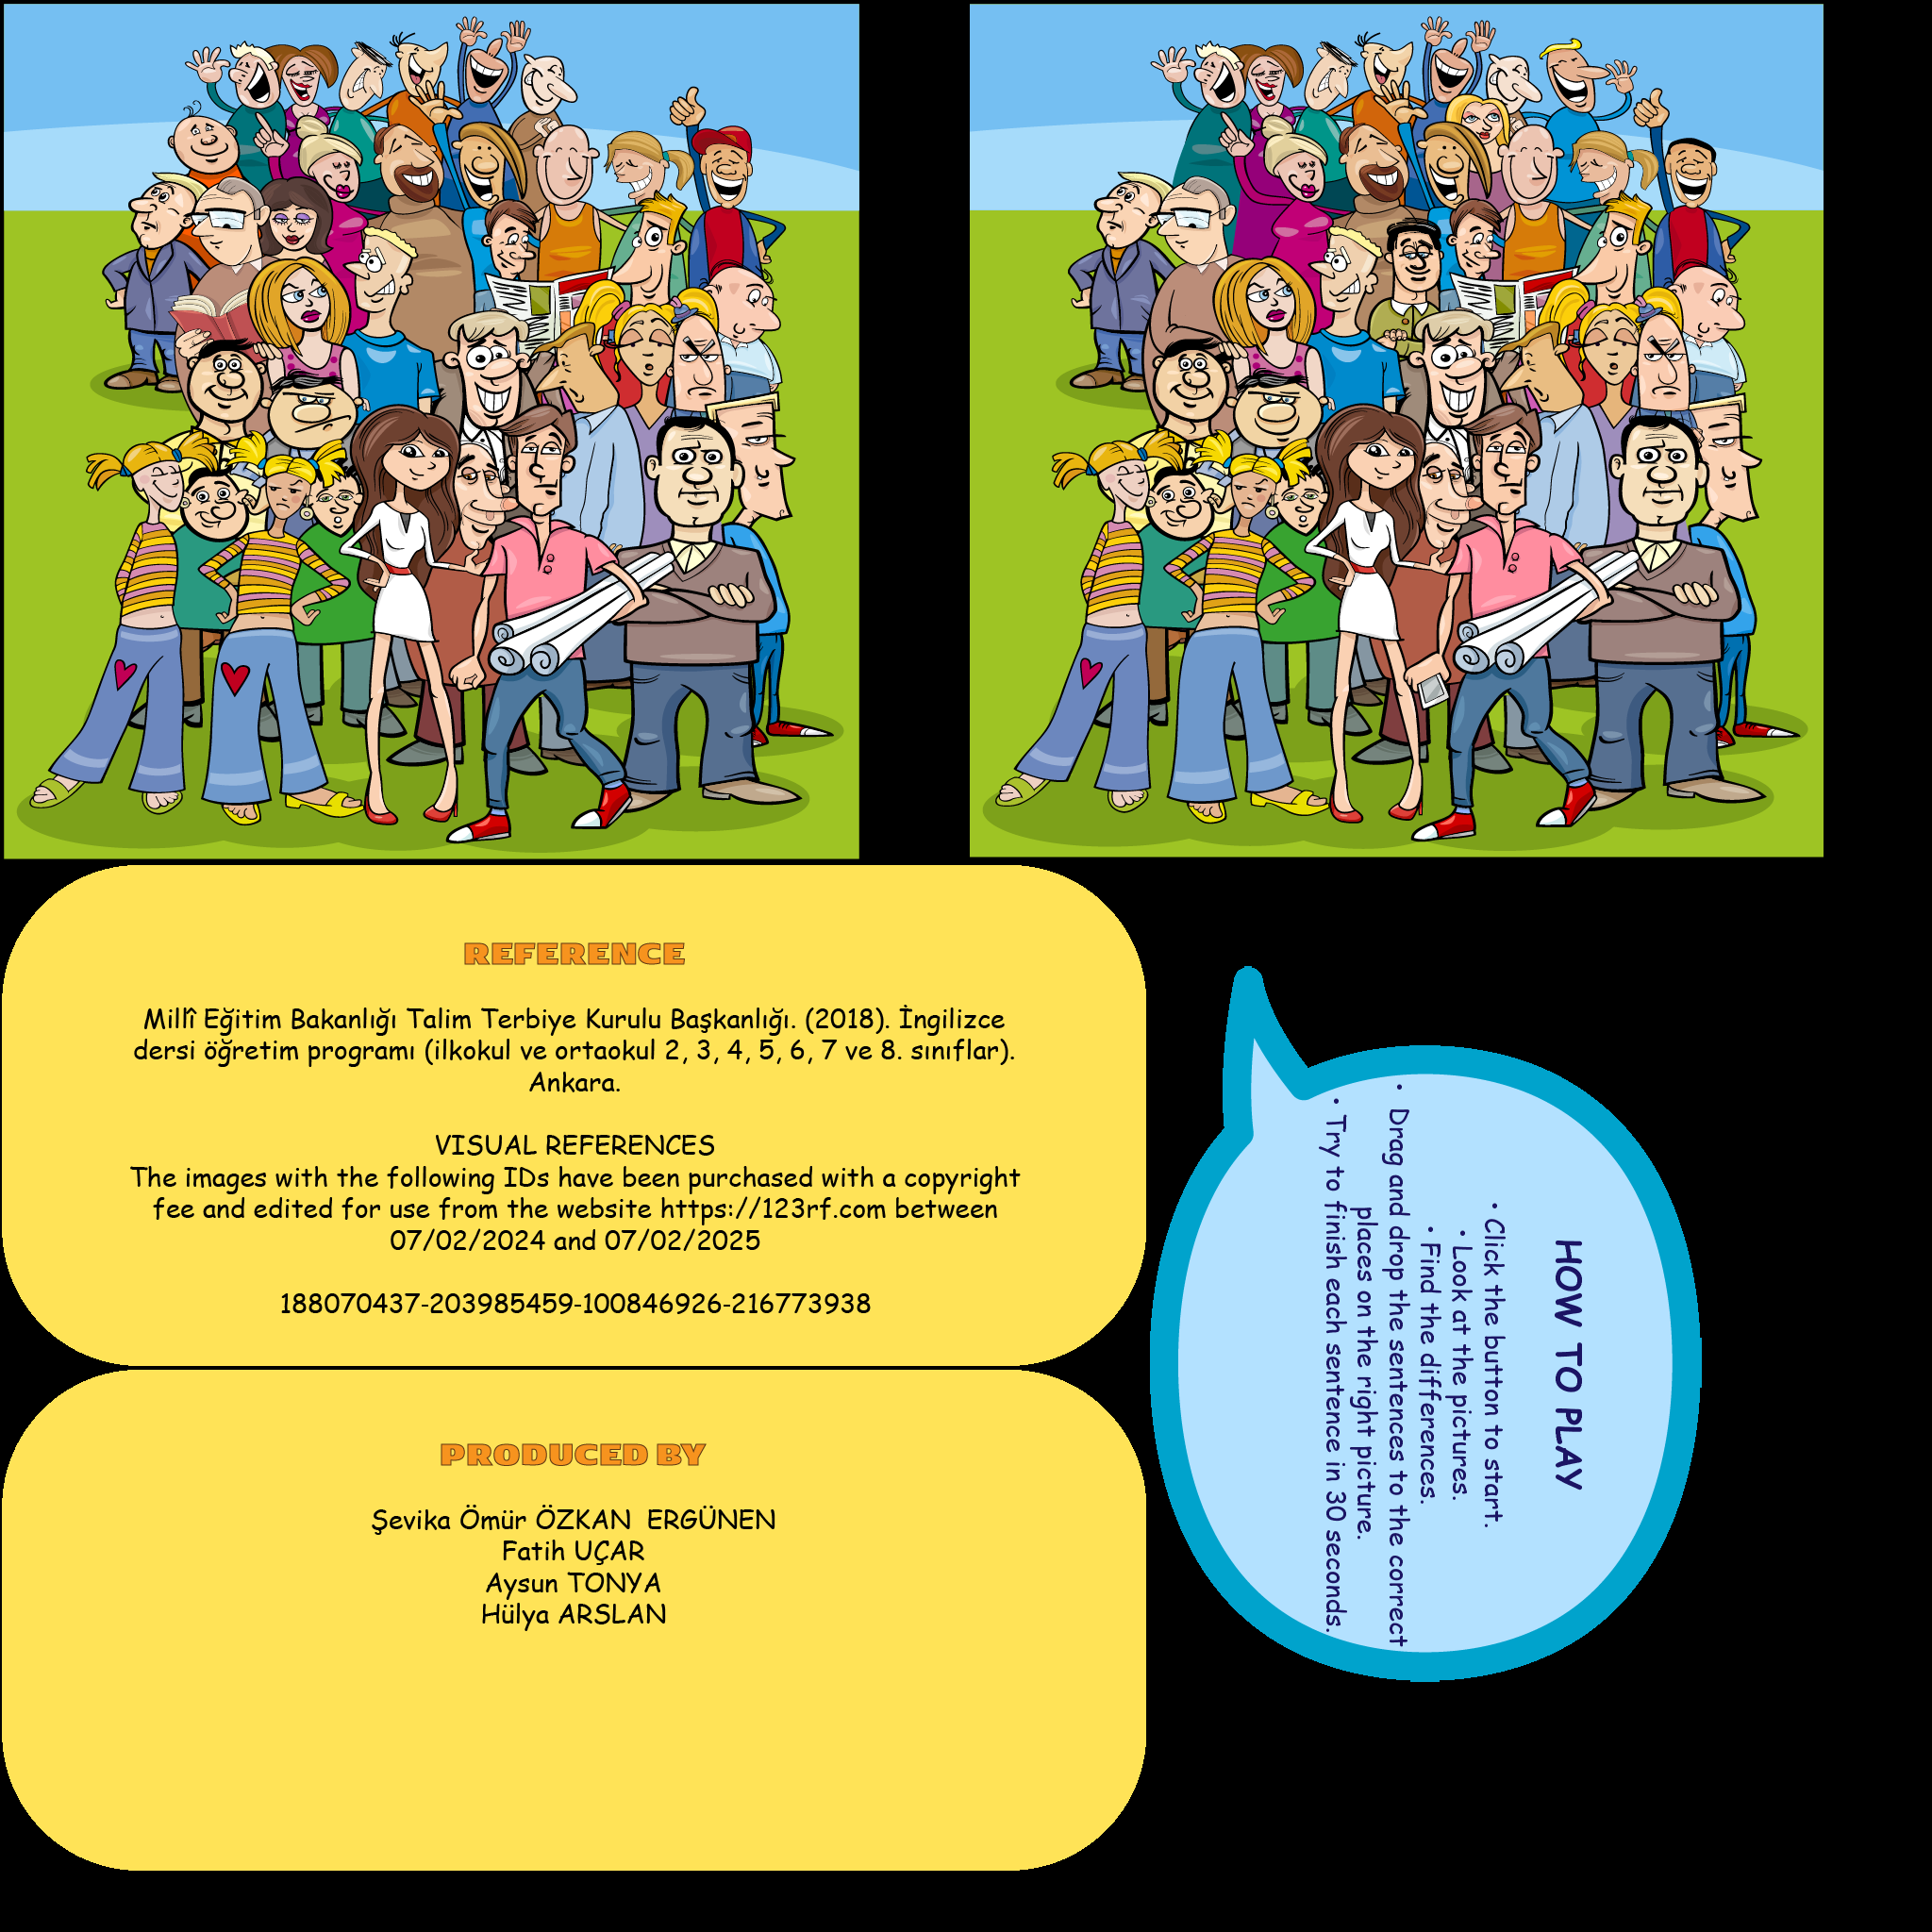 REFERENCE
Millî Eğitim Bakanlığı Talim Terbiye Kurulu Başkanlığı. (2018). İngilizce
dersi öğretim programı (ilkokul ve ortaokul 2, 3, 4, 5, 6, 7 ve 8. sınıflar).
Ankara.
VISUAL REFERENCES
The images with the following IDs have been purchased with a copyright
fee and edited for use from the website https://123rf.com between
07/02/2024 and 07/02/2025
188070437-203985459-100846926-216773938
PRODUCED BY
Şevika Ömür ÖZKAN ERGÜNEN
Fatih UÇAR
Aysun TONYA
Hülya ARSLAN
HOW TO PLAY
• Click the button to start.
• Look at the pictures.
• Find the differences.
• Drag and drop the sentences to the correct
places on the right picture.
• Try to finish each sentence in 30 seconds.